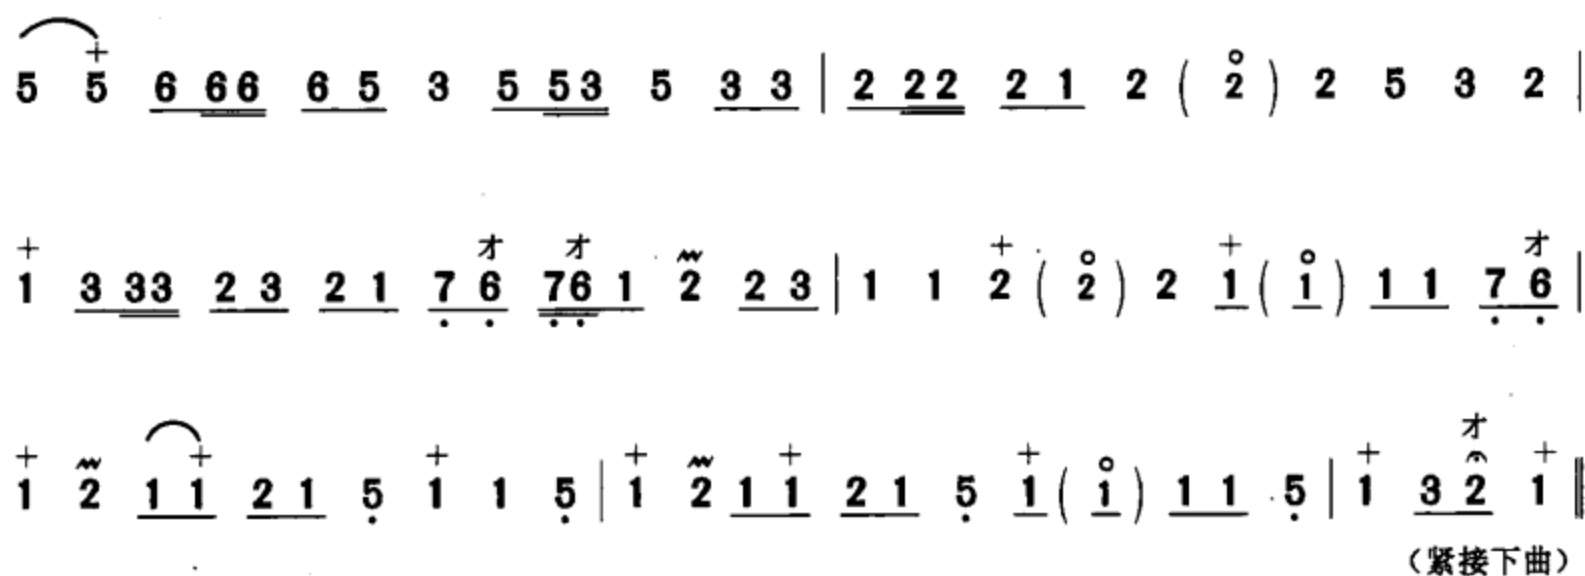 5 5 6 66 6 5 3 5 53 5 3 3 | 2 22 2 1 2 ( 2 ) 2 5 3 2 |
オ オ オ
1 3 33 2 3 2 1 7 6 76 1 2 2 3 | 1 1 2 ( 2 ) 2 1 ( 1 ) 1 1 7 6 |
オ
1 2 1 1 2 1 5 1 1 5 | 1 2 1 1 2 1 5 1 ( 1 ) 1 1 5 | 1 3 2 1 ‖
（紧接下曲）